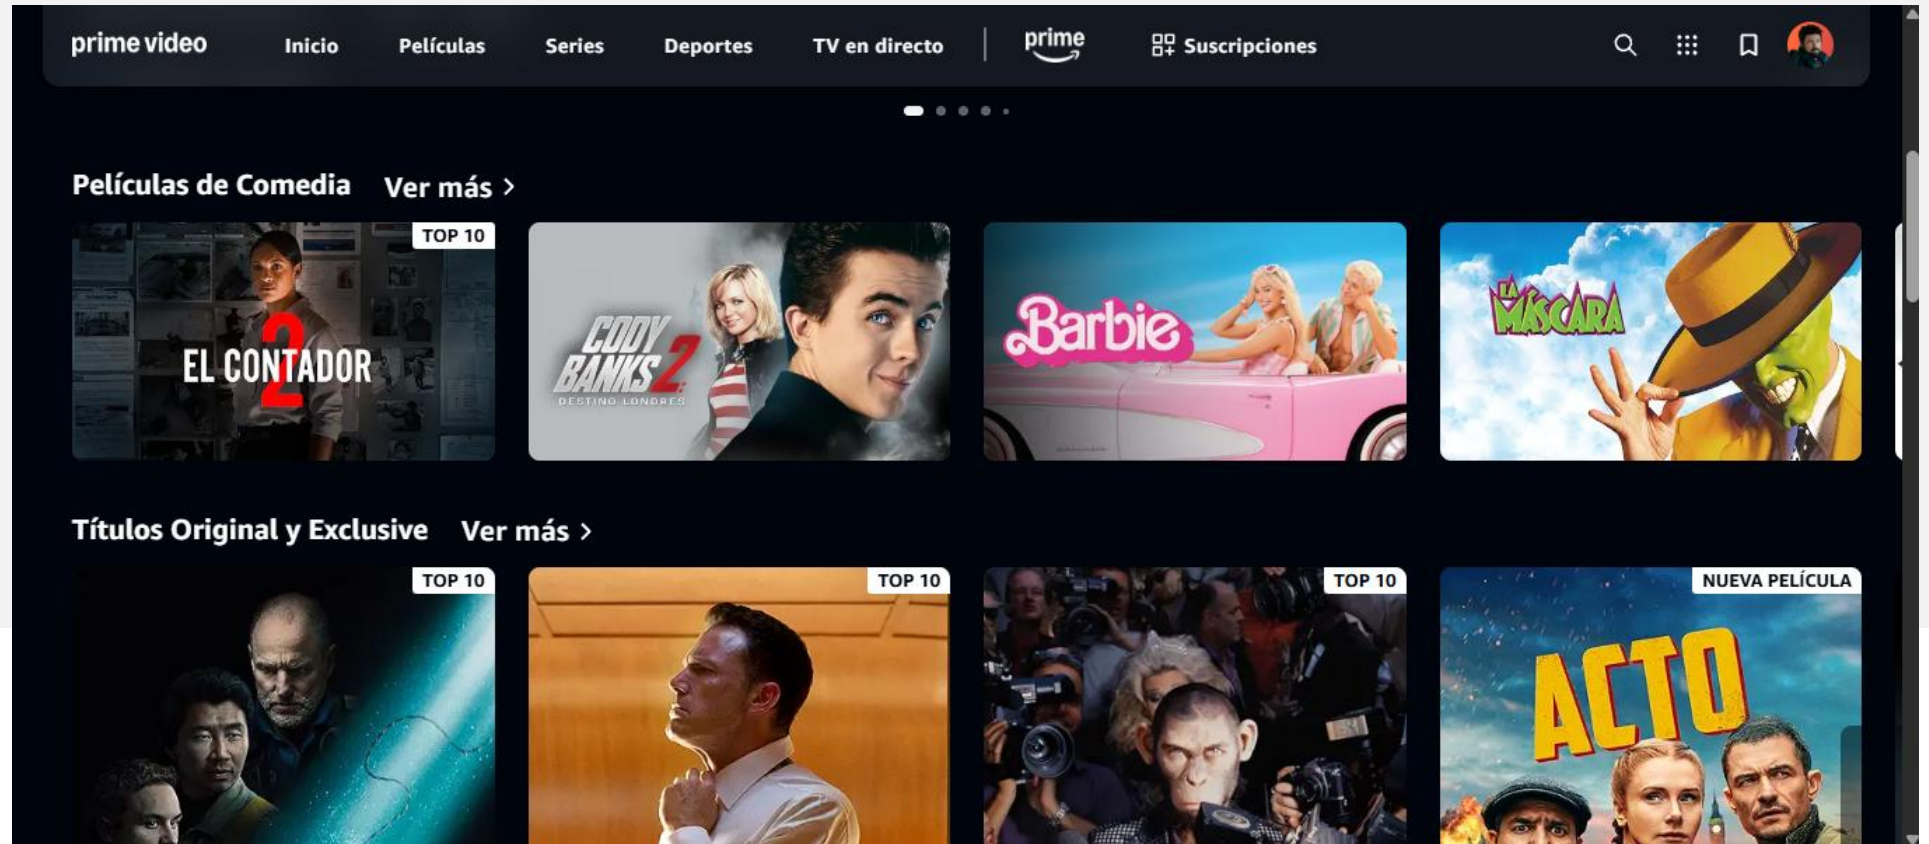 prime video Inicio Películas Series Deportes TV en directo prime Suscripciones
Películas de Comedia Ver más
TOP 10
2
EL CONTADOR
CODY
BANKS 2:
DESTINO LONDRES
Barbie
LA
MÁSCARA
Títulos Original y Exclusive Ver más
TOP 10
TOP 10
TOP 10
NUEVA PELÍCULA
ACTO